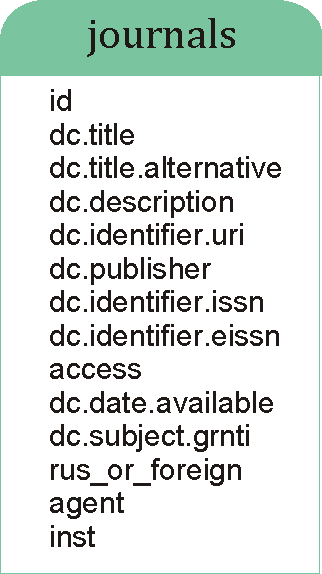 journals
id
dc.title
dc.title.alternative
dc.description
dc.identifier.uri
dc.publisher
dc.identifier.issn
dc.identifier.eissn
access
dc.date.available
dc.subject.grnti
rus_or_foreign
agent
inst